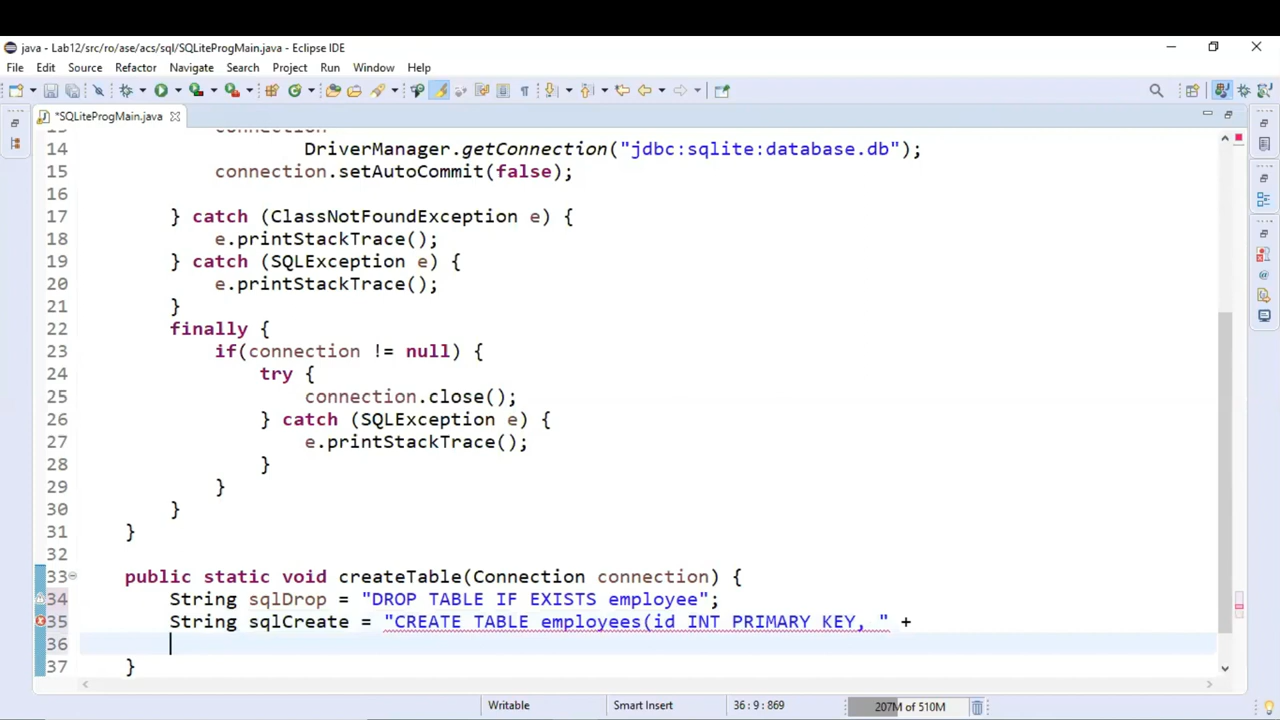 java - Lab12/src/ro/ase/acs/sql/SQLiteProgMain.java - Eclipse IDE
File Edit Source Refactor Navigate Search Project Run Window Help
*SQLiteProgMain.java
connection
14 DriverManager.getConnection("jdbc:sqlite:database.db");
15 connection.setAutoCommit(false);
16
17 } catch (ClassNotFoundException e) {
18 e.printStackTrace();
19 } catch (SQLException e) {
20 e.printStackTrace();
21 }
22 finally {
23 if(connection != null) {
24 try {
25 connection.close();
26 } catch (SQLException e) {
27 e.printStackTrace();
28 }
29 }
30 }
31 }
32
33 public static void createTable(Connection connection) {
34 String sqlDrop = "DROP TABLE IF EXISTS employee";
35 String sqlCreate = "CREATE TABLE employees(id INT PRIMARY KEY, " +
36
37 }
Writable Smart Insert 36 : 9 : 869 207M of 510M